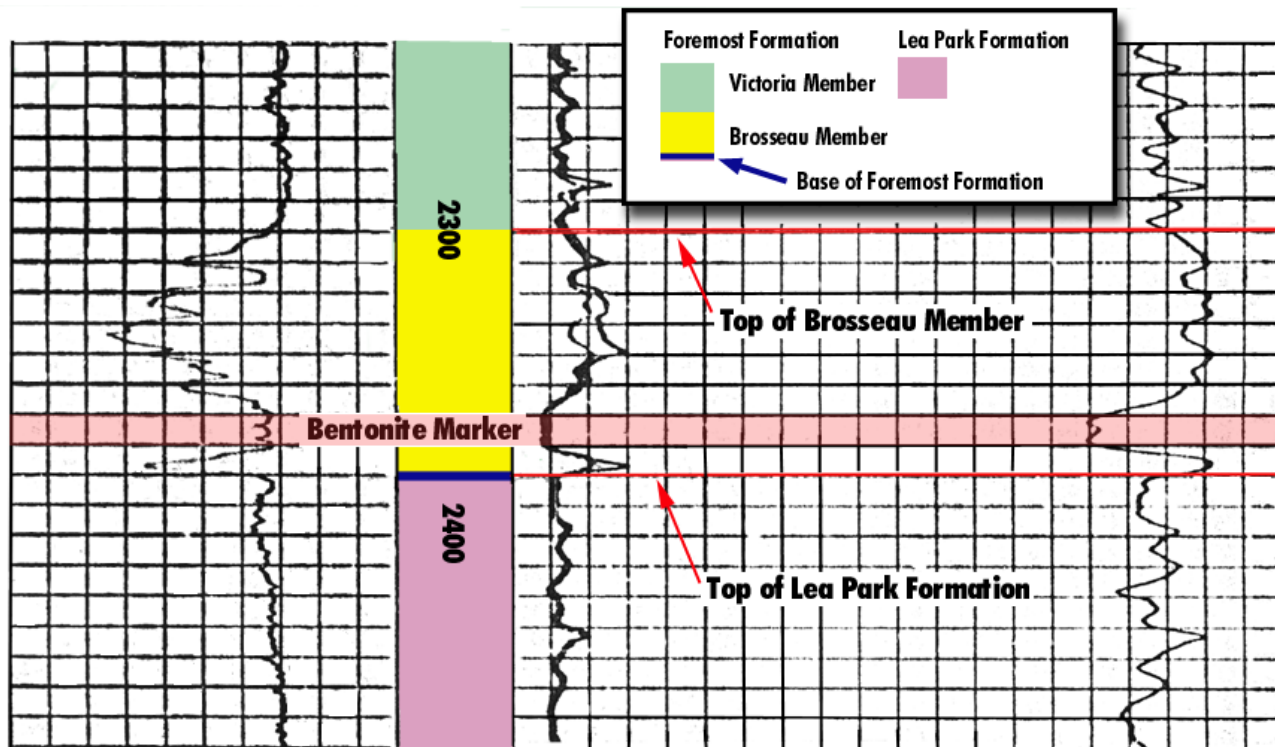 Foremost Formation
Lea Park Formation
Victoria Member
Brosseau Member
Base of Foremost Formation
2300
Top of Brosseau Member
Bentonite Marker
2400
Top of Lea Park Formation